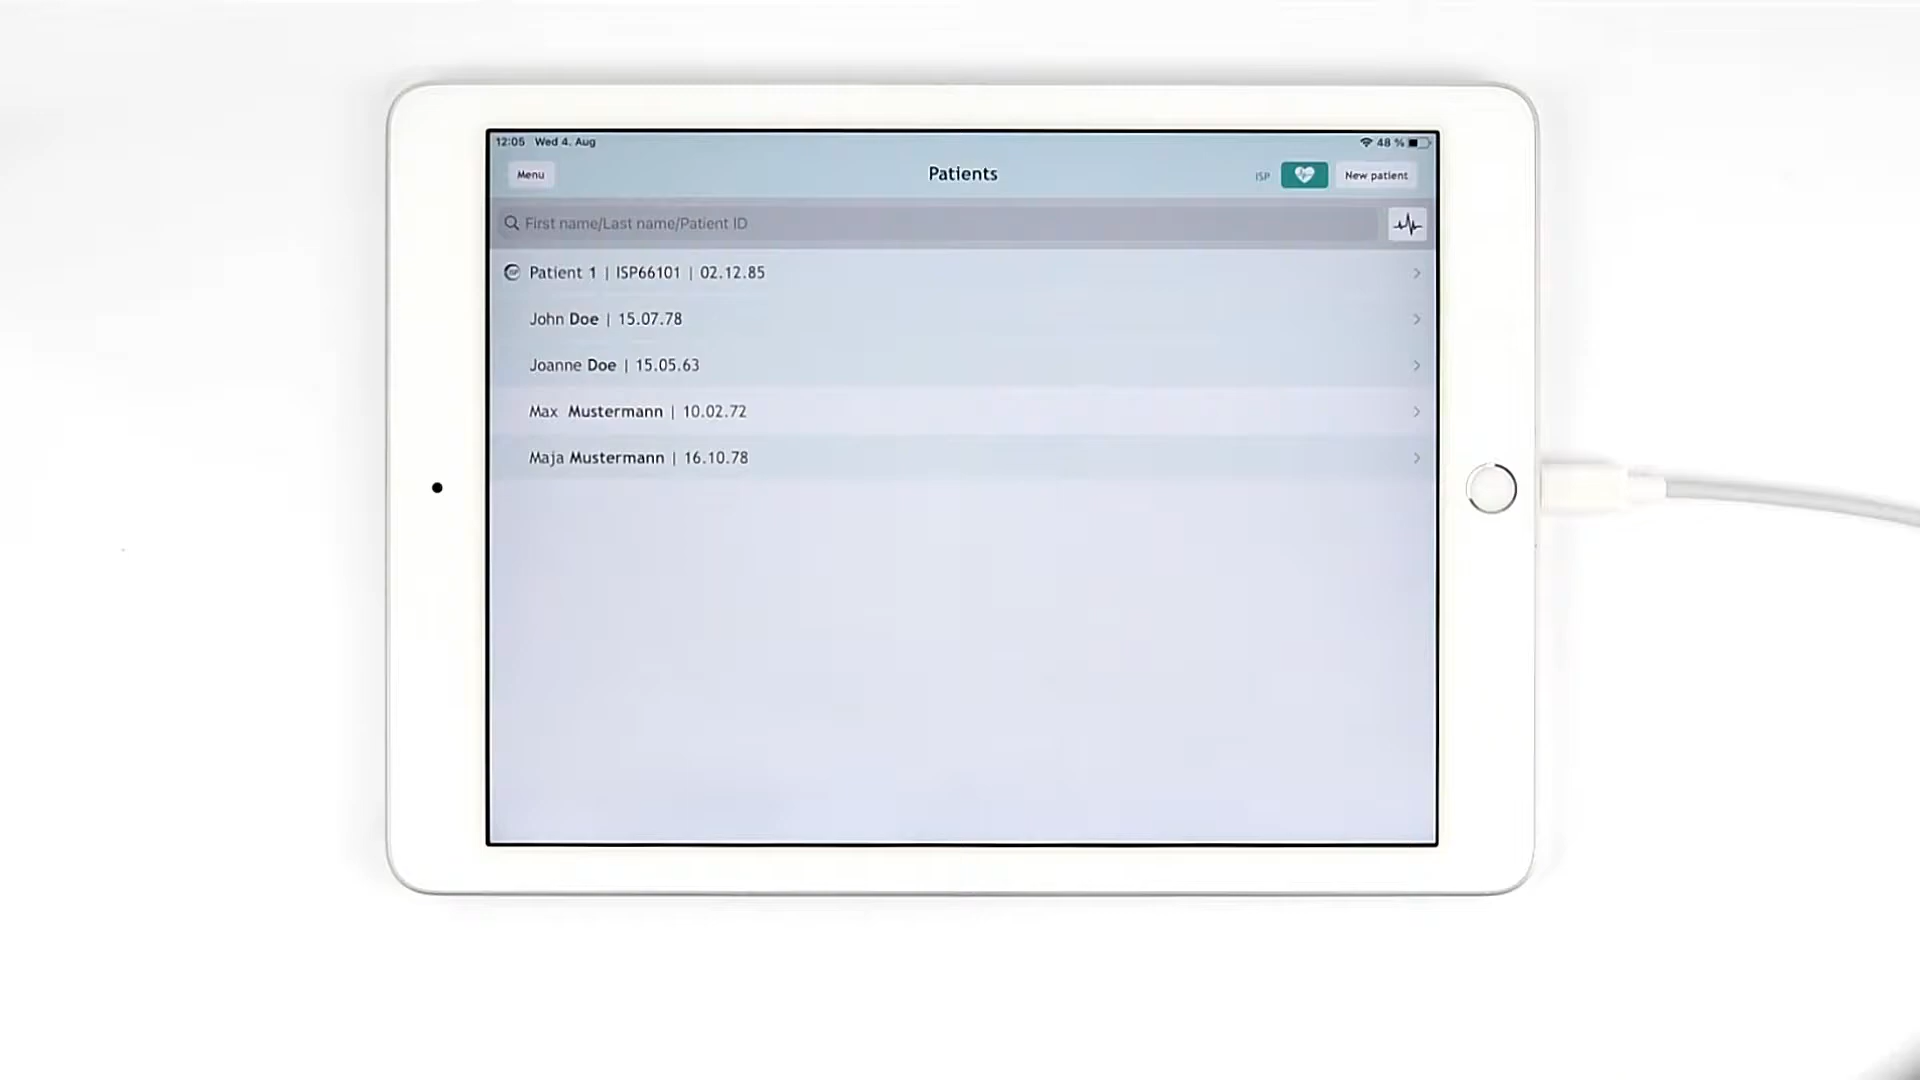 12:05 Wed 4. Aug
48 %
Menu
Patients
ISP
New patient
First name/Last name/Patient ID
Patient 1 | ISP66101 | 02.12.85
John Doe | 15.07.78
Joanne Doe | 15.05.63
Max Mustermann | 10.02.72
Maja Mustermann | 16.10.78